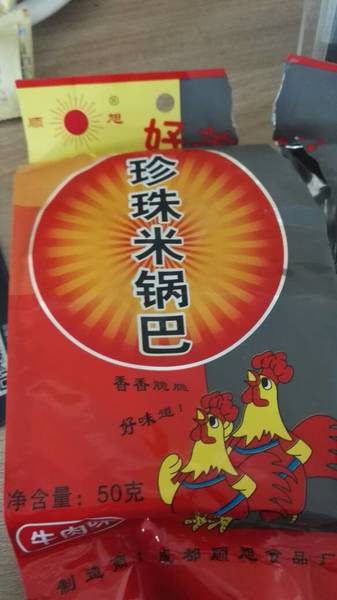 顺旭®
好
珍珠米锅巴
香香脆脆
好味道!
净含量: 50克
牛肉味
制造商: 成都顺旭食品厂